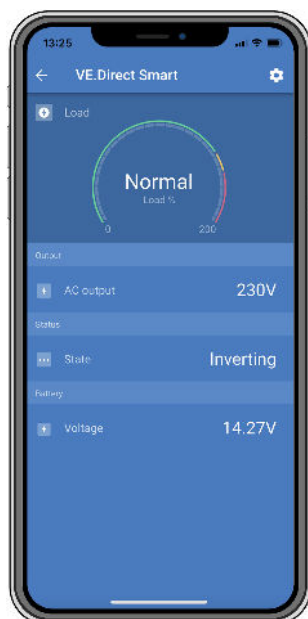 13:25
VE.Direct Smart
Load
Normal
Load %
0 200
Output
AC output 230V
Status
State Inverting
Battery
Voltage 14.27V